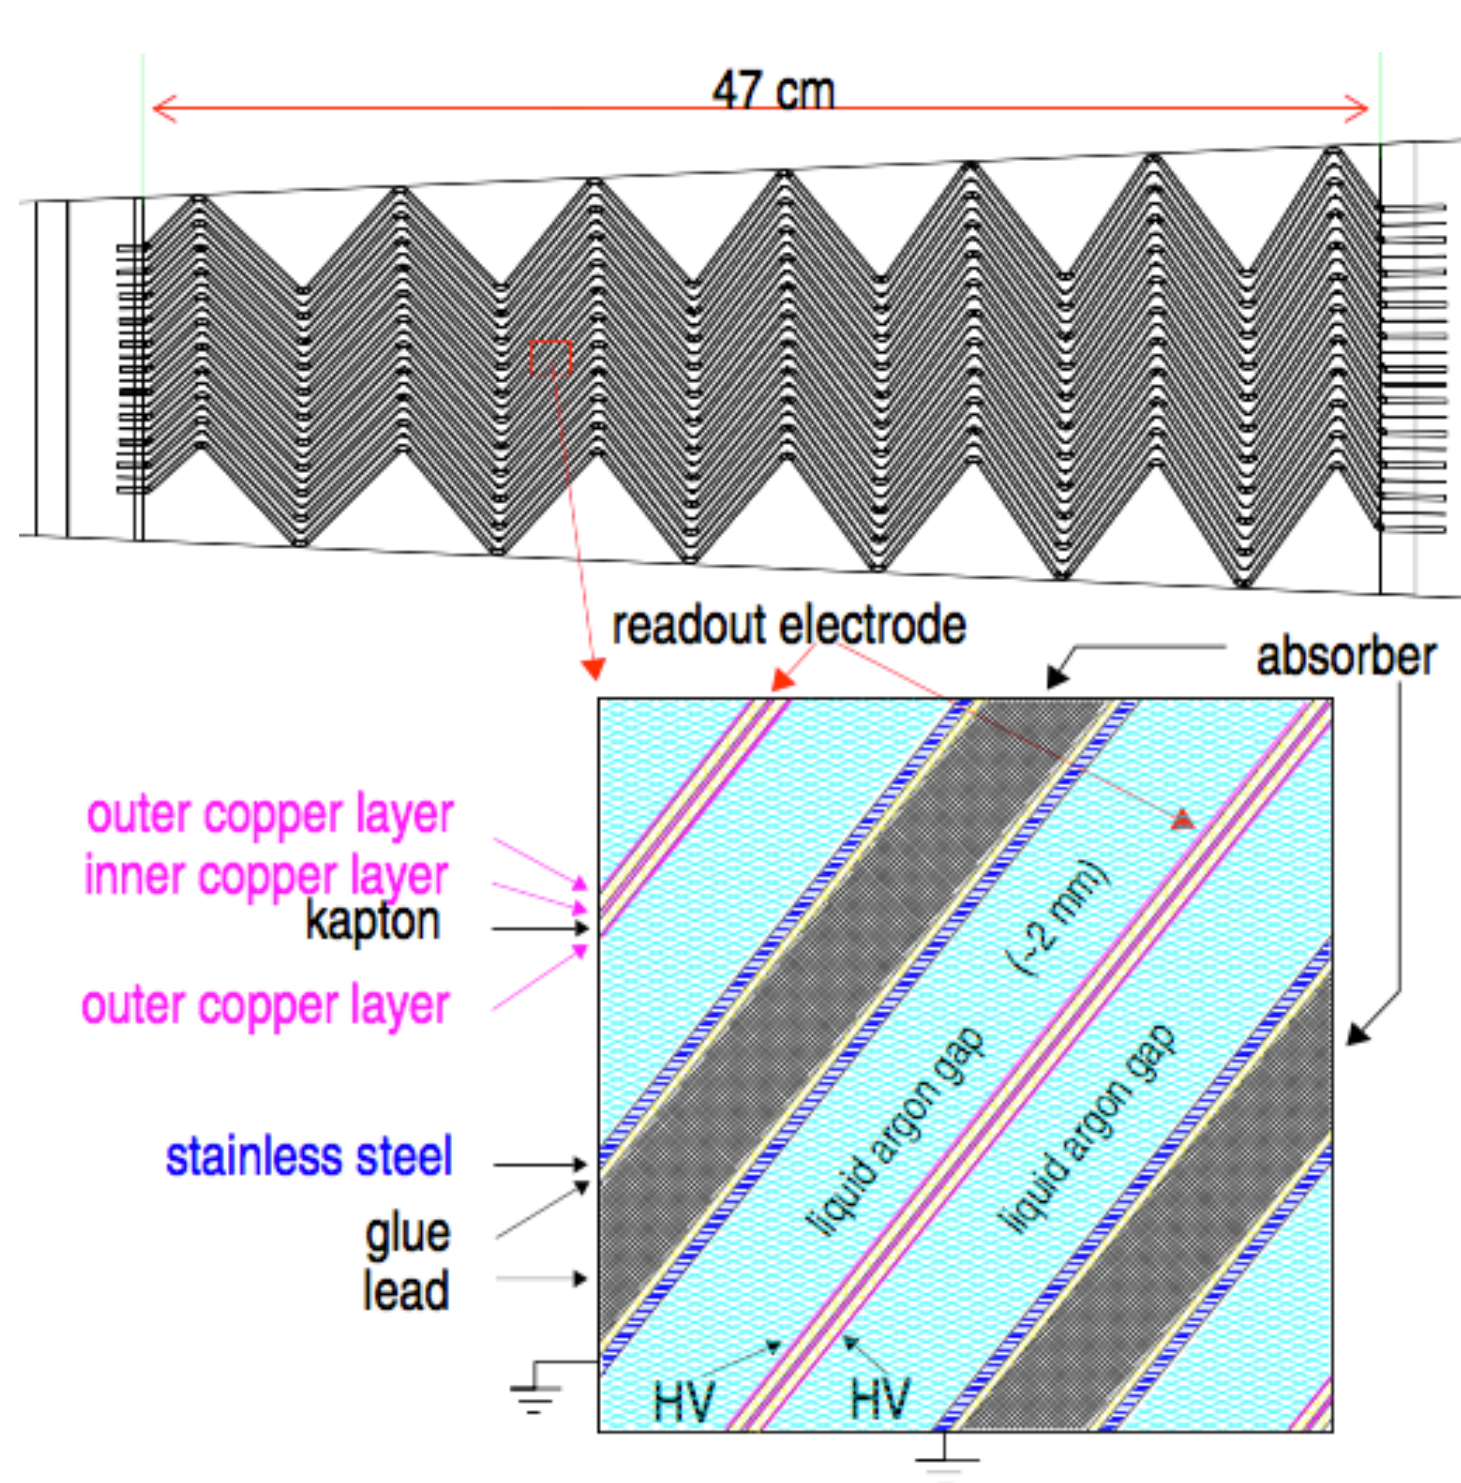 47 cm
readout electrode
absorber
outer copper layer
inner copper layer
kapton
outer copper layer
(~2 mm)
liquid argon gap
liquid argon gap
stainless steel
glue
lead
HV
HV